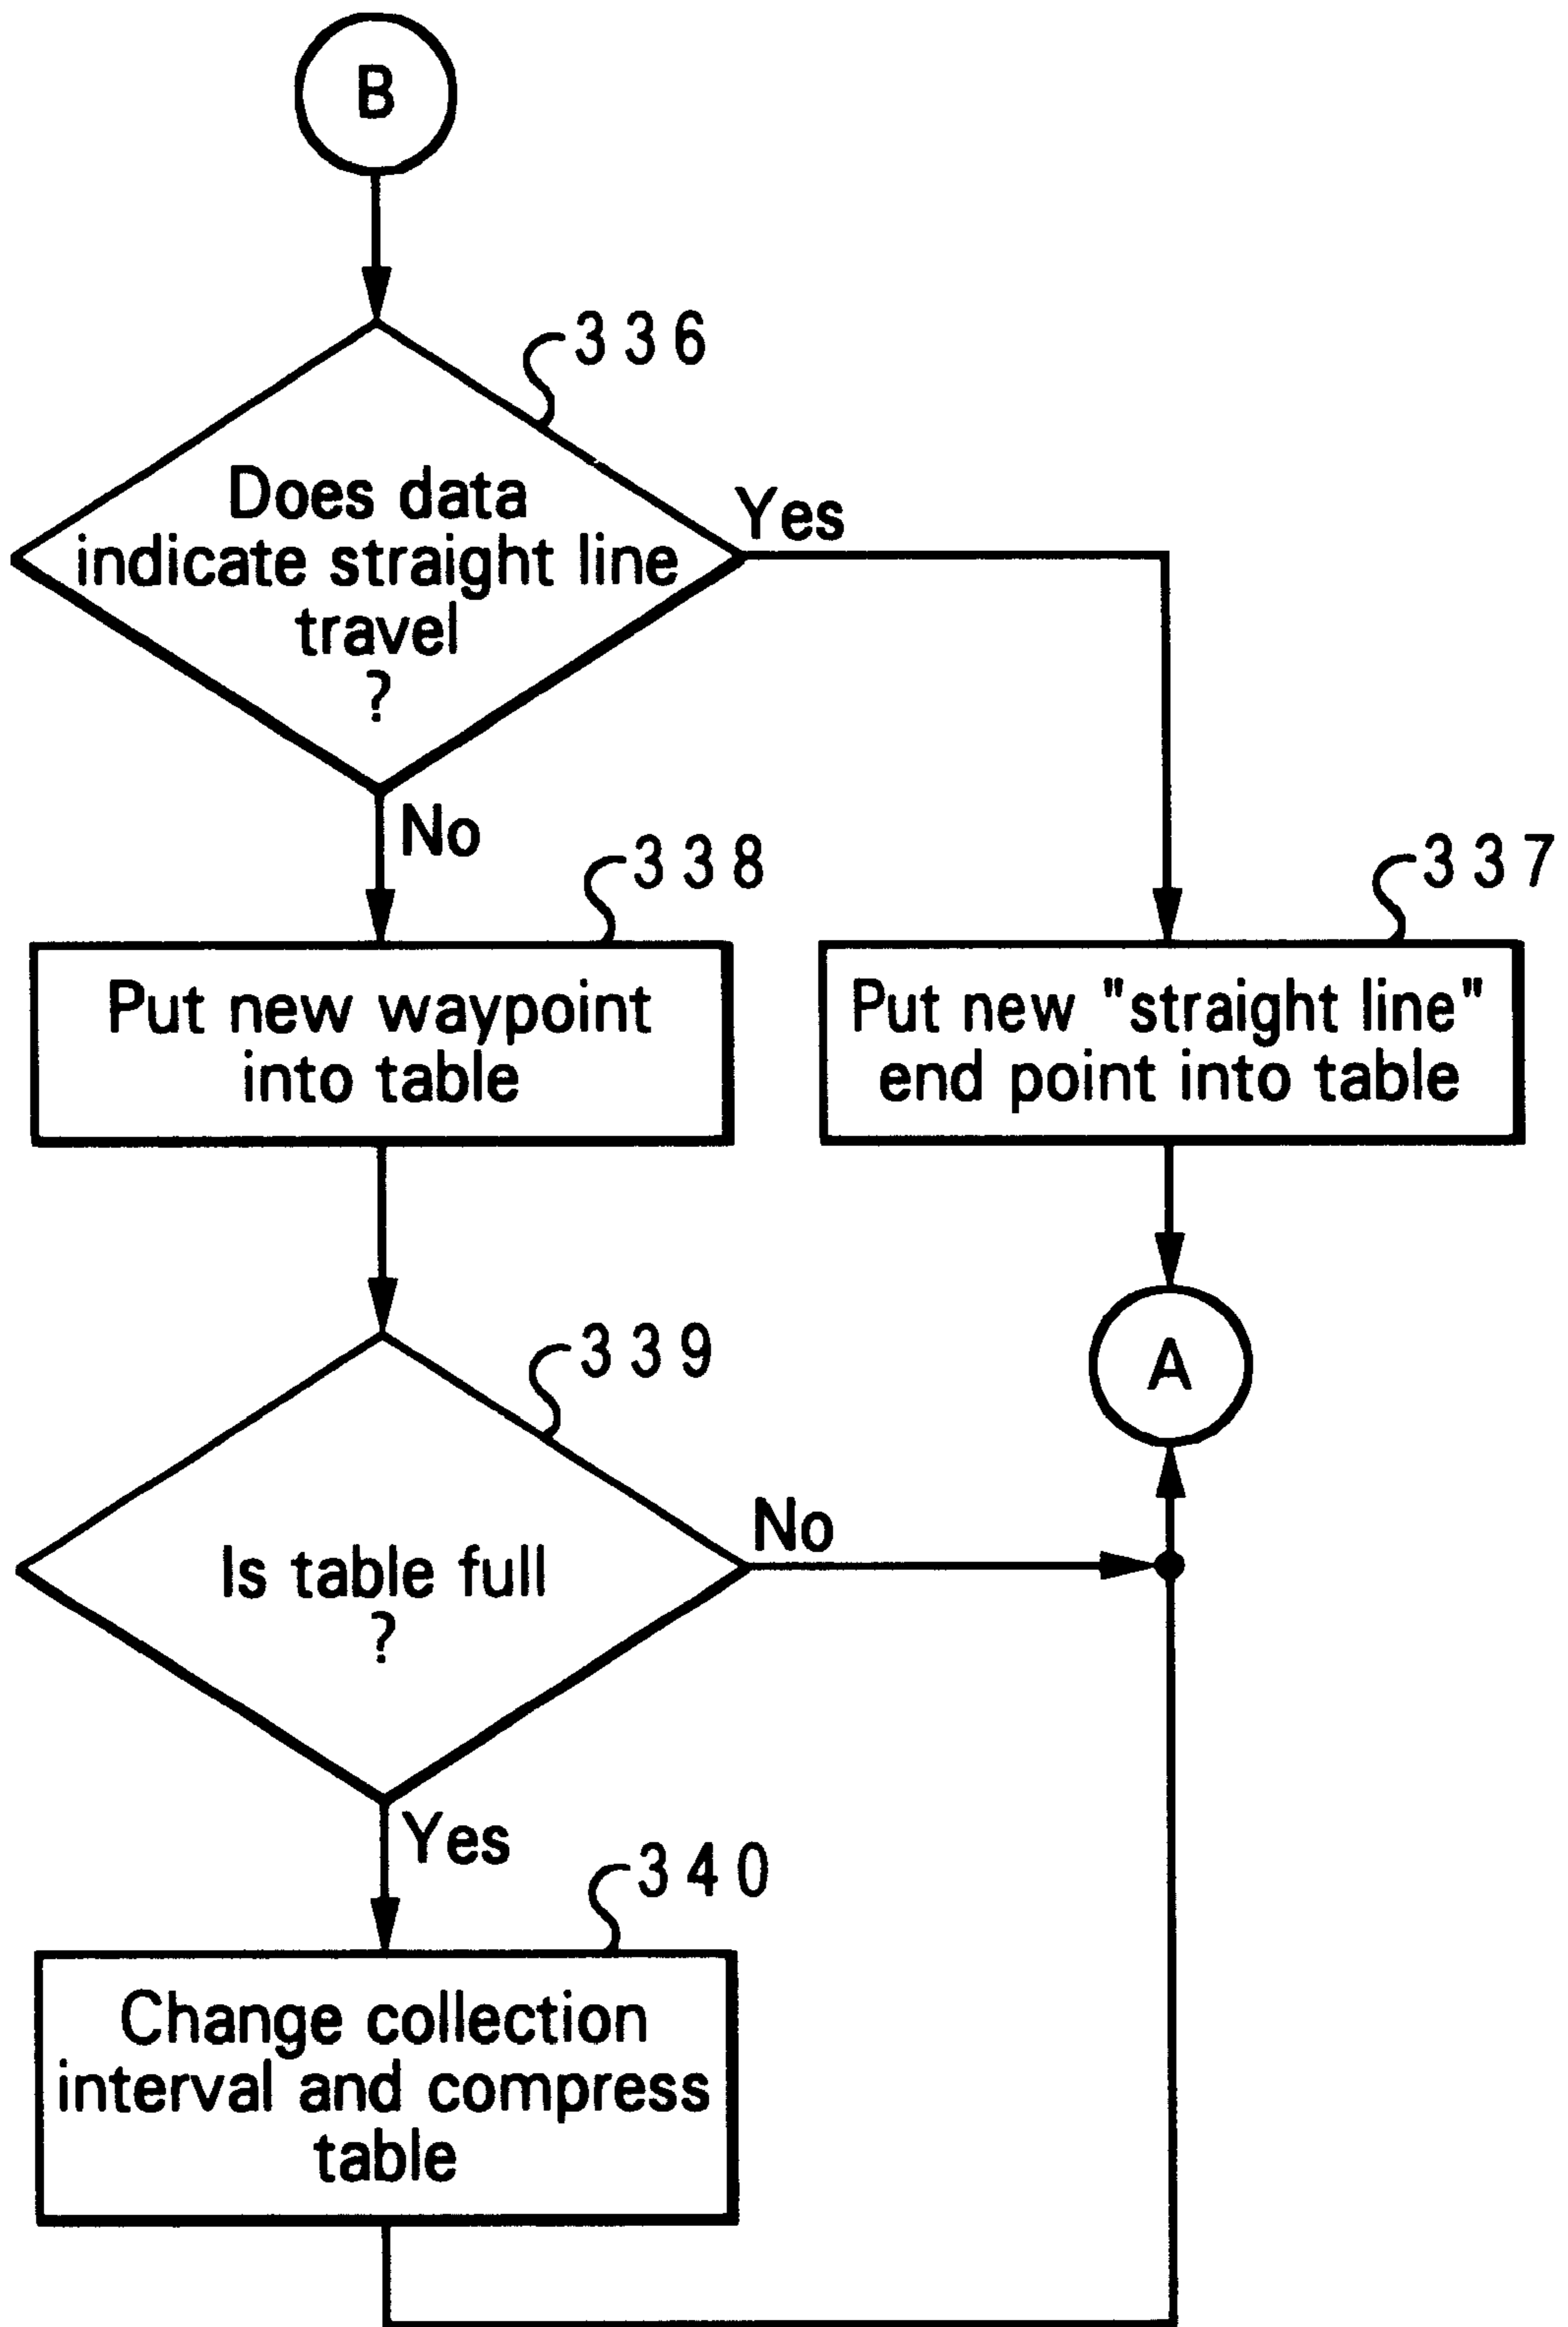 B
336
Does data
indicate straight line
travel
?
Yes
No
338
Put new waypoint
into table
337
Put new "straight line"
end point into table
A
339
Is table full
?
No
Yes
340
Change collection
interval and compress
table